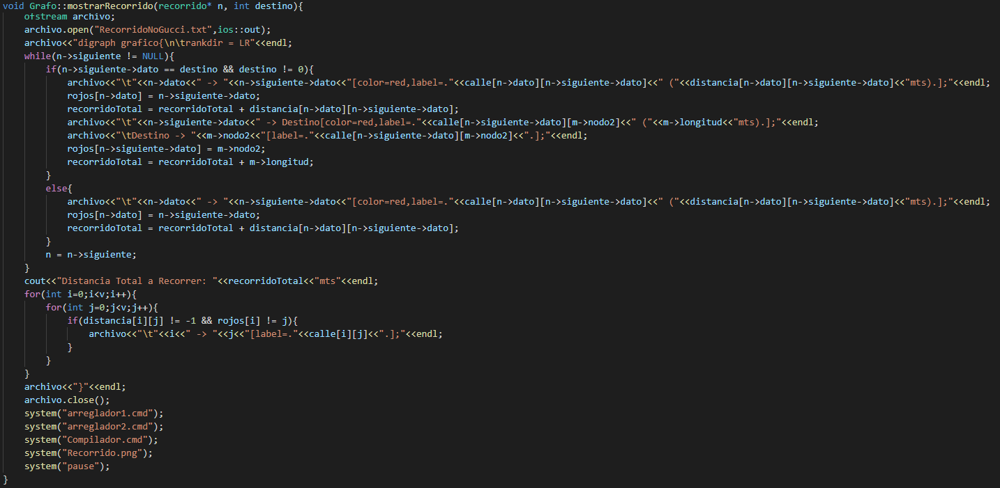 void Grafo::mostrarRecorrido(recorrido* n, int destino){
    ofstream archivo;
    archivo.open("RecorridoNoGucci.txt",ios::out);
    archivo<<"digraph grafico{\n\trankdir = LR"<<endl;
    while(n->siguiente != NULL){
        if(n->siguiente->dato == destino && destino != 0){
            archivo<<"\t"<<n->dato<<" -> "<<n->siguiente->dato<<"[color=red,label=."<<calle[n->dato][n->siguiente->dato]<<" ("<<distancia[n->dato][n->siguiente->dato]<<"mts).];"<<endl;
            rojos[n->dato] = n->siguiente->dato;
            recorridoTotal = recorridoTotal + distancia[n->dato][n->siguiente->dato];
            archivo<<"\t"<<n->siguiente->dato<<" -> Destino[color=red,label=."<<calle[n->siguiente->dato][m->nodo2]<<" ("<<m->longitud<<"mts).];"<<endl;
            archivo<<"\tDestino -> "<<m->nodo2<<"[label=."<<calle[n->siguiente->dato][m->nodo2]<<".];"<<endl;
            rojos[n->siguiente->dato] = m->nodo2;
            recorridoTotal = recorridoTotal + m->longitud;
        }
        else{
            archivo<<"\t"<<n->dato<<" -> "<<n->siguiente->dato<<"[color=red,label=."<<calle[n->dato][n->siguiente->dato]<<" ("<<distancia[n->dato][n->siguiente->dato]<<"mts).];"<<endl;
            rojos[n->dato] = n->siguiente->dato;
            recorridoTotal = recorridoTotal + distancia[n->dato][n->siguiente->dato];
        }
        n = n->siguiente;
    }
    cout<<"Distancia Total a Recorrer: "<<recorridoTotal<<"mts"<<endl;
    for(int i=0;i<v;i++){
        for(int j=0;j<v;j++){
            if(distancia[i][j] != -1 && rojos[i] != j){
                archivo<<"\t"<<i<<" -> "<<j<<"[label=."<<calle[i][j]<<".];"<<endl;
            }
        }
    }
    archivo<<"}"<<endl;
    archivo.close();
    system("arreglador1.cmd");
    system("arreglador2.cmd");
    system("Compilador.cmd");
    system("Recorrido.png");
    system("pause");
}